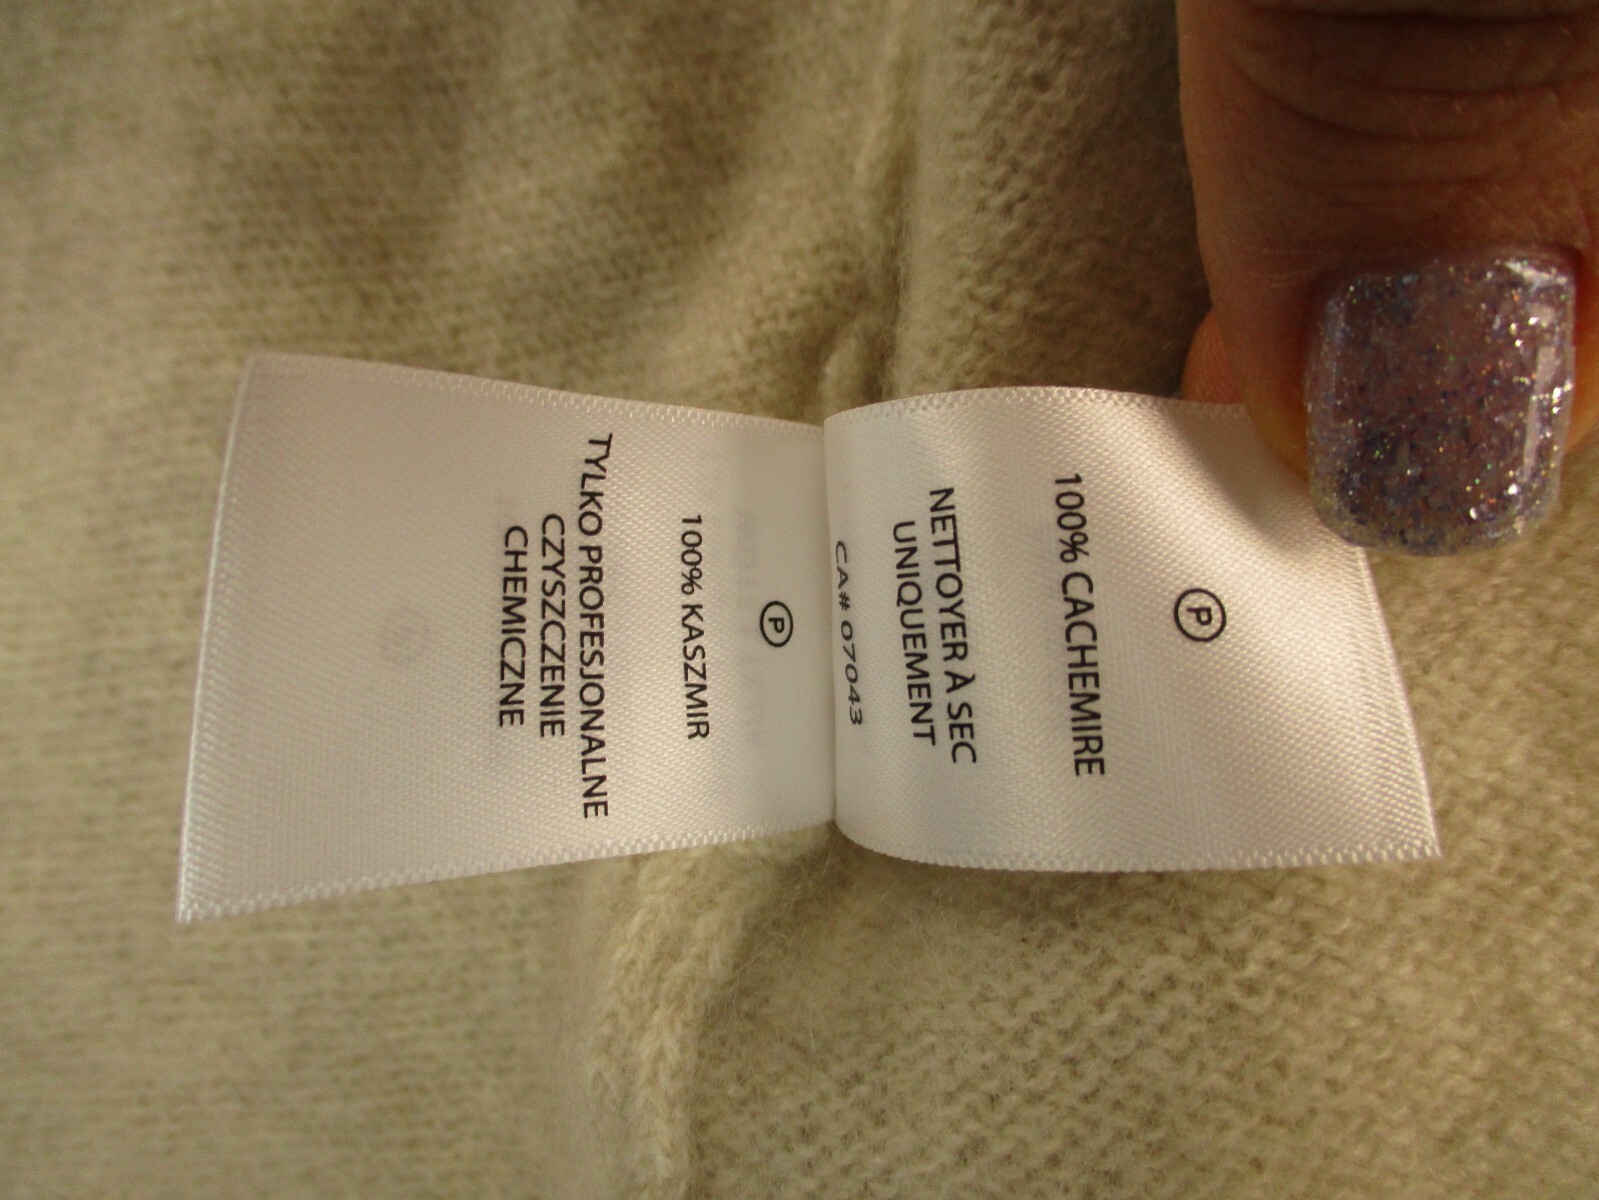 P
100% CACHEMIRE
NETTOYER À SEC
UNIQUEMENT
CA# 07043
P
100% KASZMIR
TYLKO PROFESJONALNE
CZYSZCZENIE
CHEMICZNE